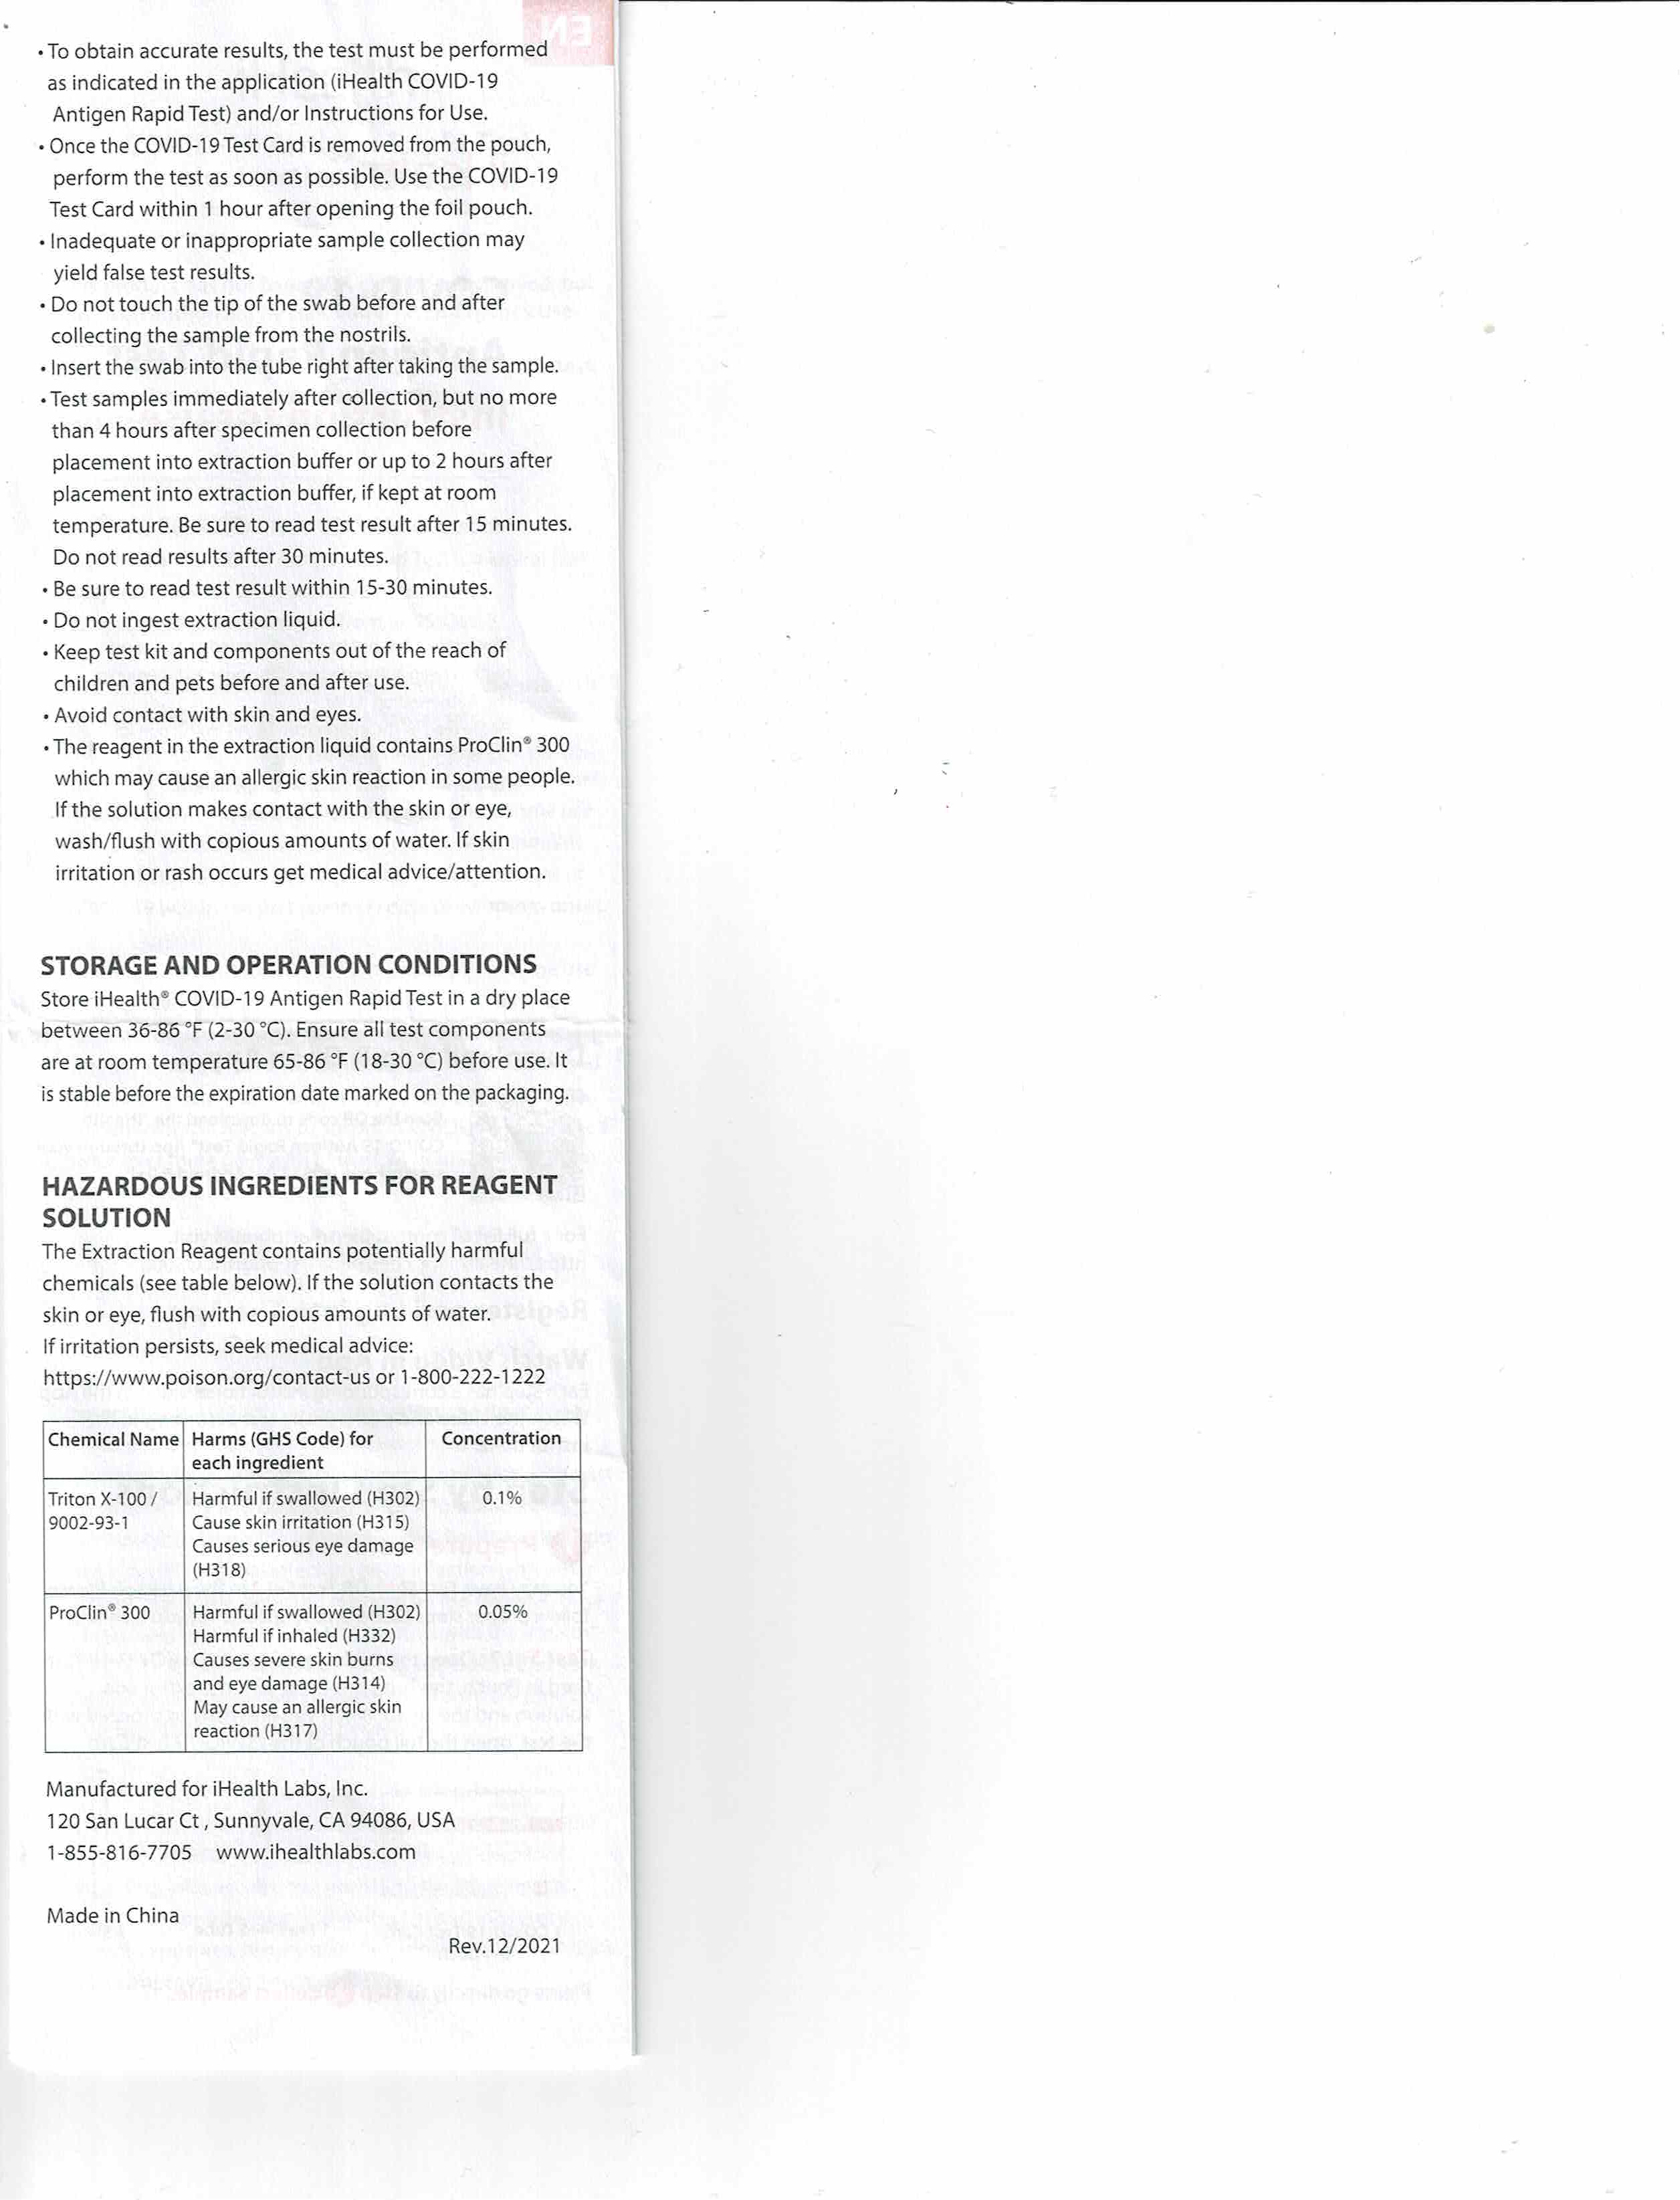 • To obtain accurate results, the test must be performed
as indicated in the application (iHealth COVID-19
Antigen Rapid Test) and/or Instructions for Use.
• Once the COVID-19 Test Card is removed from the pouch,
perform the test as soon as possible. Use the COVID-19
Test Card within 1 hour after opening the foil pouch.
• Inadequate or inappropriate sample collection may
yield false test results.
• Do not touch the tip of the swab before and after
collecting the sample from the nostrils.
• Insert the swab into the tube right after taking the sample.
• Test samples immediately after collection, but no more
than 4 hours after specimen collection before
placement into extraction buffer or up to 2 hours after
placement into extraction buffer, if kept at room
temperature. Be sure to read test result after 15 minutes.
Do not read results after 30 minutes.
• Be sure to read test result within 15-30 minutes.
• Do not ingest extraction liquid.
• Keep test kit and components out of the reach of
children and pets before and after use.
• Avoid contact with skin and eyes.
• The reagent in the extraction liquid contains ProClin® 300
which may cause an allergic skin reaction in some people.
If the solution makes contact with the skin or eye,
wash/flush with copious amounts of water. If skin
irritation or rash occurs get medical advice/attention.
STORAGE AND OPERATION CONDITIONS
Store iHealth® COVID-19 Antigen Rapid Test in a dry place
between 36-86 °F (2-30 °C). Ensure all test components
are at room temperature 65-86 °F (18-30 °C) before use. It
is stable before the expiration date marked on the packaging.
HAZARDOUS INGREDIENTS FOR REAGENT
SOLUTION
The Extraction Reagent contains potentially harmful
chemicals (see table below). If the solution contacts the
skin or eye, flush with copious amounts of water.
If irritation persists, seek medical advice:
https://www.poison.org/contact-us or 1-800-222-1222
Chemical Name Harms (GHS Code) for Concentration
each ingredient
Triton X-100 / Harmful if swallowed (H302) 0.1%
9002-93-1 Cause skin irritation (H315)
Causes serious eye damage
(H318)
ProClin® 300 Harmful if swallowed (H302) 0.05%
Harmful if inhaled (H332)
Causes severe skin burns
and eye damage (H314)
May cause an allergic skin
reaction (H317)
Manufactured for iHealth Labs, Inc.
120 San Lucar Ct , Sunnyvale, CA 94086, USA
1-855-816-7705 www.ihealthlabs.com
Made in China
Rev.12/2021